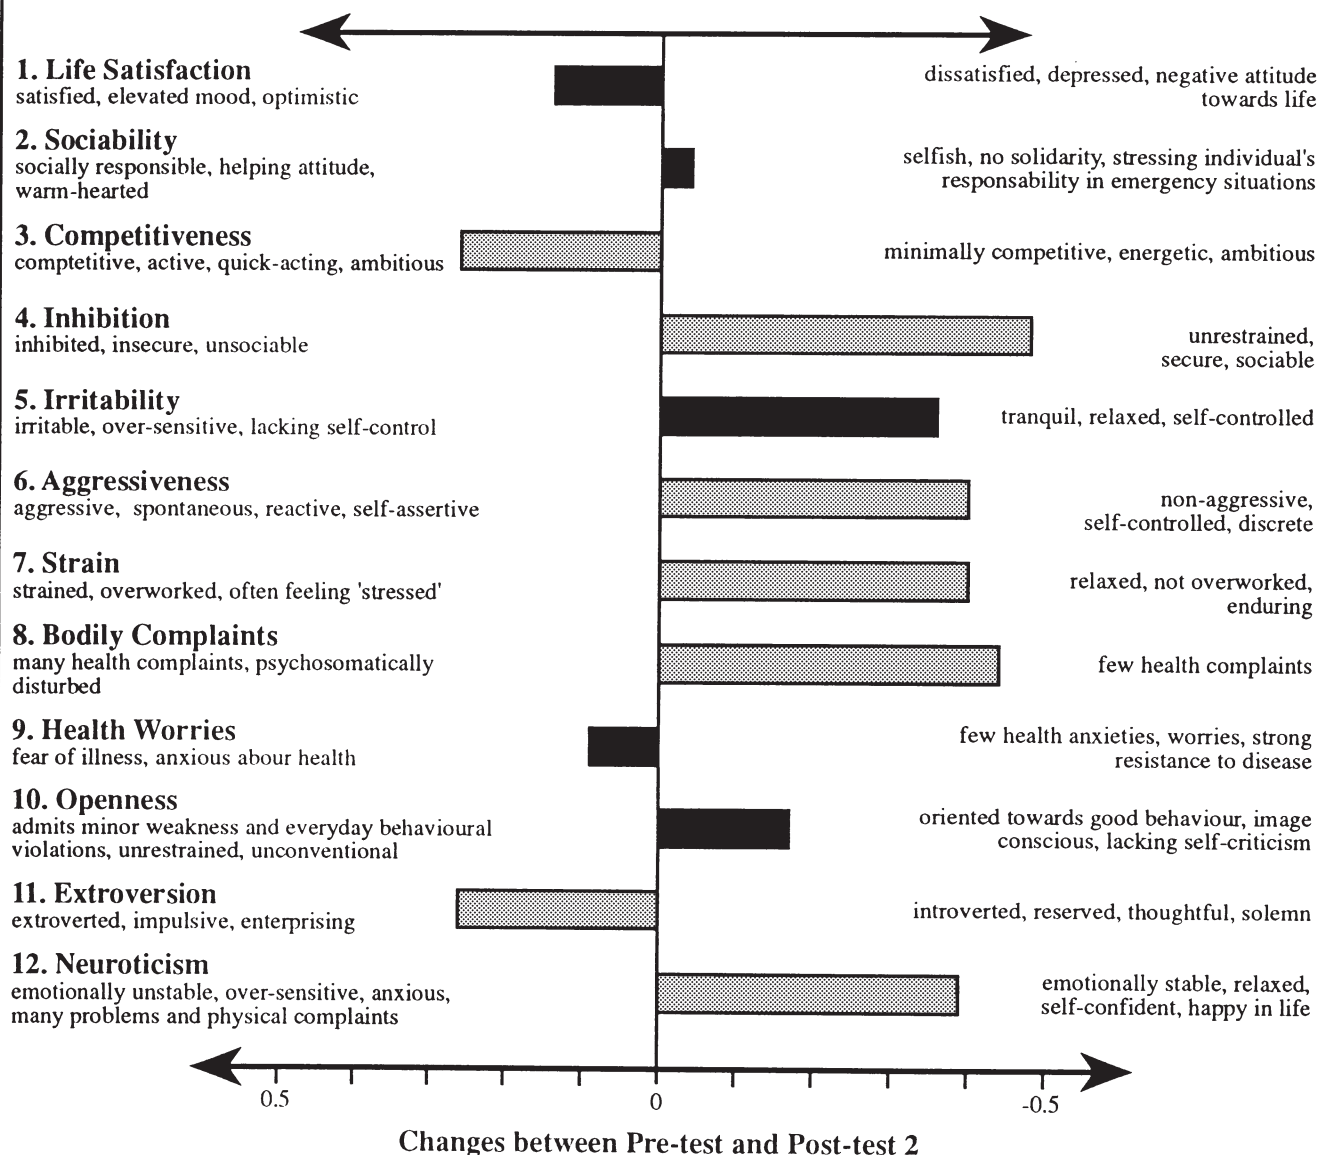 1. Life Satisfaction
satisfied, elevated mood, optimistic
dissatisfied, depressed, negative attitude
towards life
2. Sociability
socially responsible, helping attitude,
warm-hearted
selfish, no solidarity, stressing individual's
responsability in emergency situations
3. Competitiveness
comptetitive, active, quick-acting, ambitious
minimally competitive, energetic, ambitious
4. Inhibition
inhibited, insecure, unsociable
unrestrained,
secure, sociable
5. Irritability
irritable, over-sensitive, lacking self-control
tranquil, relaxed, self-controlled
6. Aggressiveness
aggressive, spontaneous, reactive, self-assertive
non-aggressive,
self-controlled, discrete
7. Strain
strained, overworked, often feeling 'stressed'
relaxed, not overworked,
enduring
8. Bodily Complaints
many health complaints, psychosomatically
disturbed
few health complaints
9. Health Worries
fear of illness, anxious abour health
few health anxieties, worries, strong
resistance to disease
10. Openness
admits minor weakness and everyday behavioural
violations, unrestrained, unconventional
oriented towards good behaviour, image
conscious, lacking self-criticism
11. Extroversion
extroverted, impulsive, enterprising
introverted, reserved, thoughtful, solemn
12. Neuroticism
emotionally unstable, over-sensitive, anxious,
many problems and physical complaints
emotionally stable, relaxed,
self-confident, happy in life
0.5 0 -0.5
Changes between Pre-test and Post-test 2